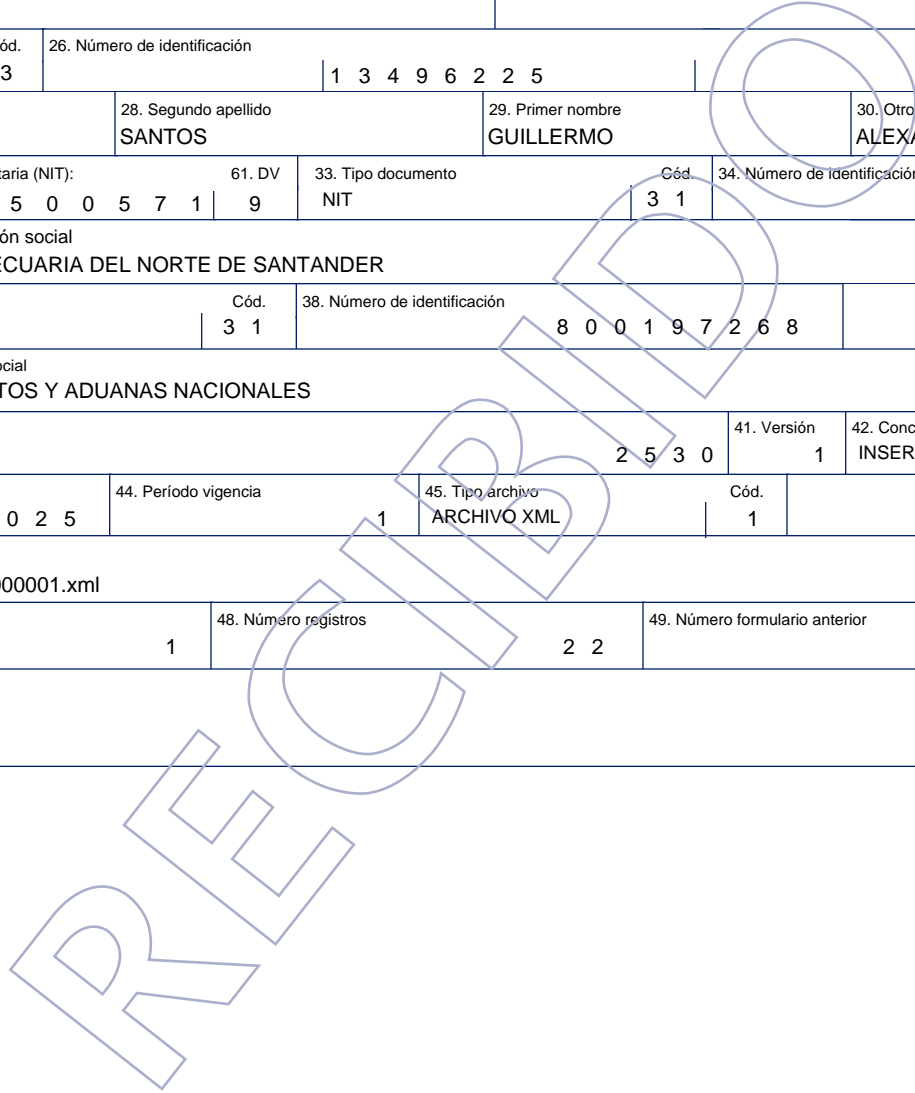 ód. 26. Número de identificación
3 1 3 4 9 6 2 2 5
28. Segundo apellido 29. Primer nombre 30. Otro
SANTOS GUILLERMO ALEXA
taria (NIT): 61. DV 33. Tipo documento Cód. 34. Número de identificación
5 0 0 5 7 1 9 NIT 3 1
ón social
ECUARIA DEL NORTE DE SANTANDER
Cód. 38. Número de identificación
3 1 8 0 0 1 9 7 2 6 8
ocial
TOS Y ADUANAS NACIONALES
41. Versión 42. Conc
2 5 3 0 1 INSER
44. Período vigencia 45. Tipo archivo Cód.
0 2 5 1 ARCHIVO XML 1
000001.xml
48. Número registros 49. Número formulario anterior
1 2 2
RECIBIDO